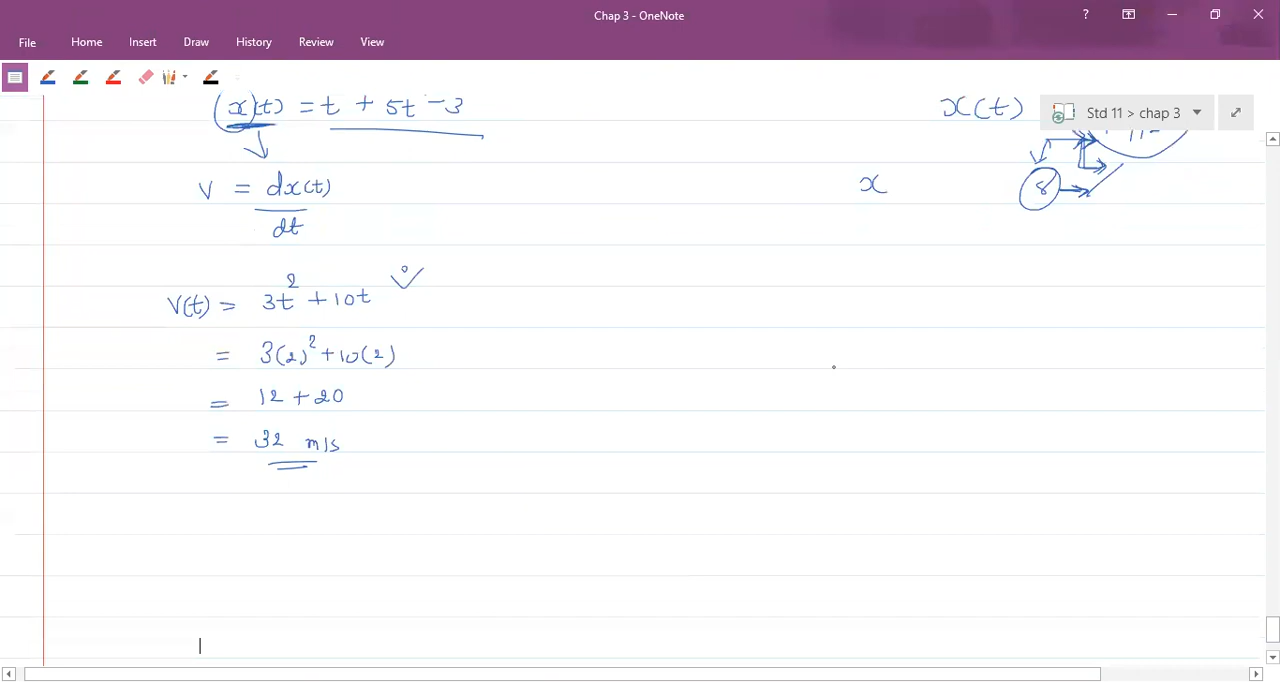 Chap 3 - OneNote
?
File Home Insert Draw History Review View
(x)(t) = t + 5t - 3
x(t)
Std 11 > chap 3
v = dx(t)
dt
x
8
V(t) = 3t² + 10t
= 3(2)² + 10(2)
= 12 + 20
= 32 m/s